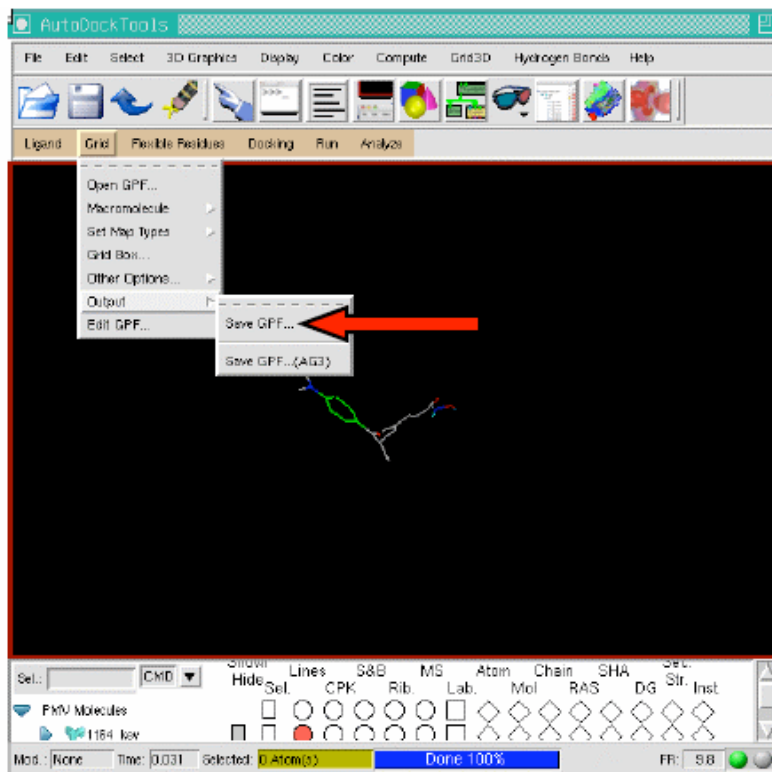 AutoDockTools
File Edit Select 3D Graphics Display Color Compute Grid3D Hydrogen Bonds Help
Ligand Grid Flexible Residues Docking Run Analyze
Open GPF...
Macromolecule
Set Map Types
Grid Box...
Other Options...
Output
Edit GPF...
Save GPF...
Save GPF...(AG3)
Sel.: CMD
Hide Lines S&B MS Atom Chain SHA Str.
Sel. CPK Rib. Lab. Mol RAS DG Inst
PMV Molecules
Mod.: None Time: 0.031 Selected: 0 Atom(s) Done 100% FR: 9.8